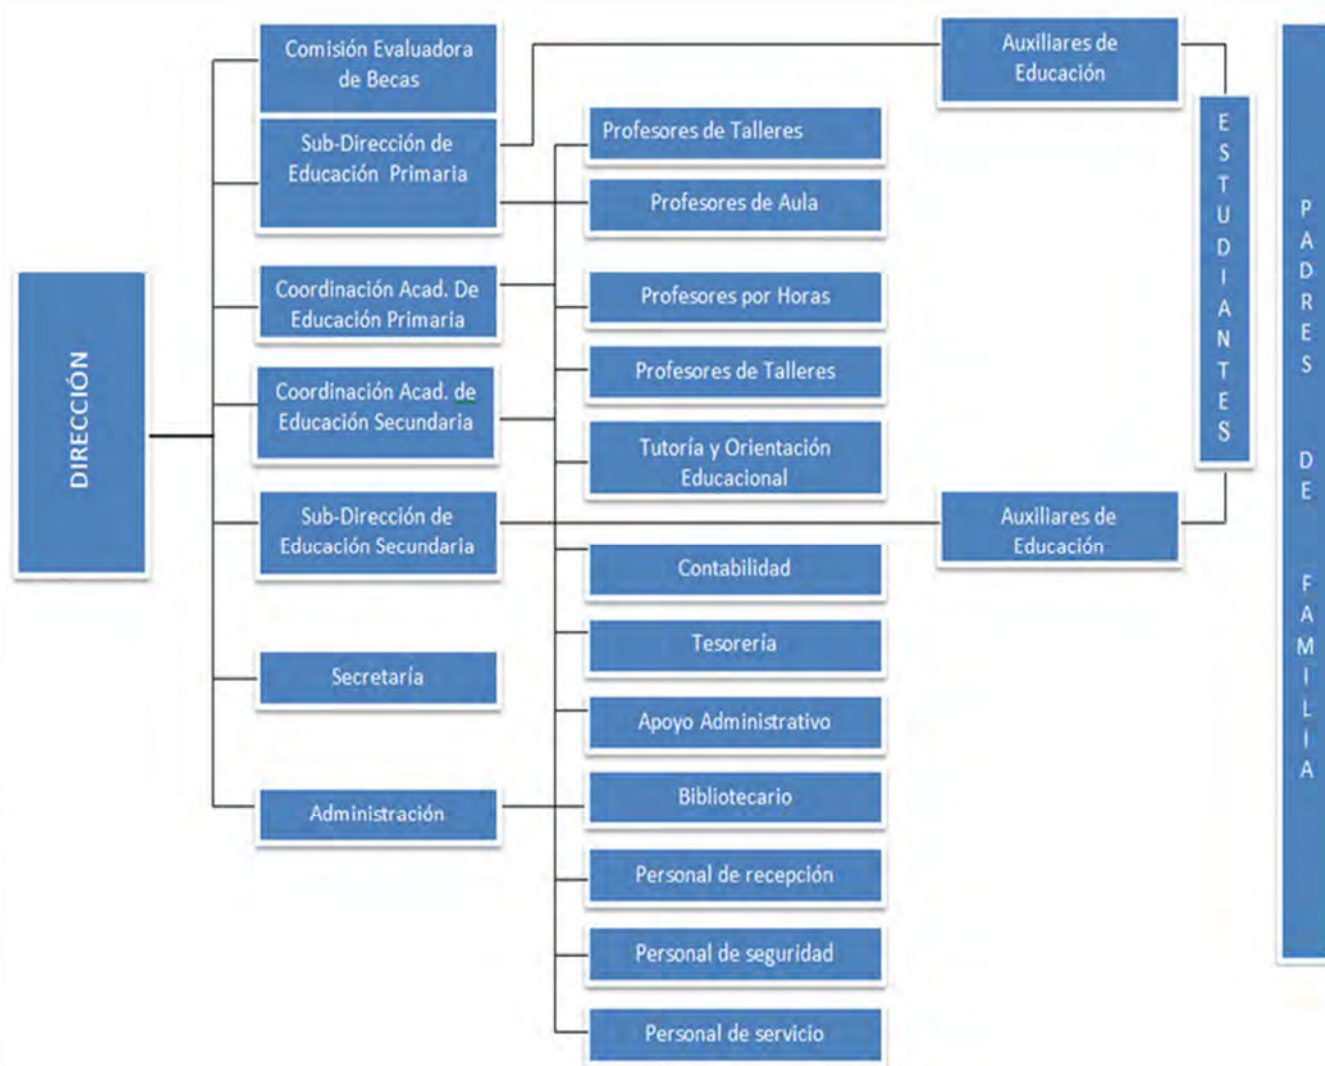 DIRECCIÓN
Comisión Evaluadora
de Becas
Sub-Dirección de
Educación Primaria
Coordinación Acad. De
Educación Primaria
Coordinación Acad. de
Educación Secundaria
Sub-Dirección de
Educación Secundaria
Secretaría
Administración
Profesores de Talleres
Profesores de Aula
Profesores por Horas
Profesores de Talleres
Tutoría y Orientación
Educacional
Contabilidad
Tesorería
Apoyo Administrativo
Bibliotecario
Personal de recepción
Personal de seguridad
Personal de servicio
Auxiliares de
Educación
Auxiliares de
Educación
ESTUDIANTES
PADRES DE FAMILIA